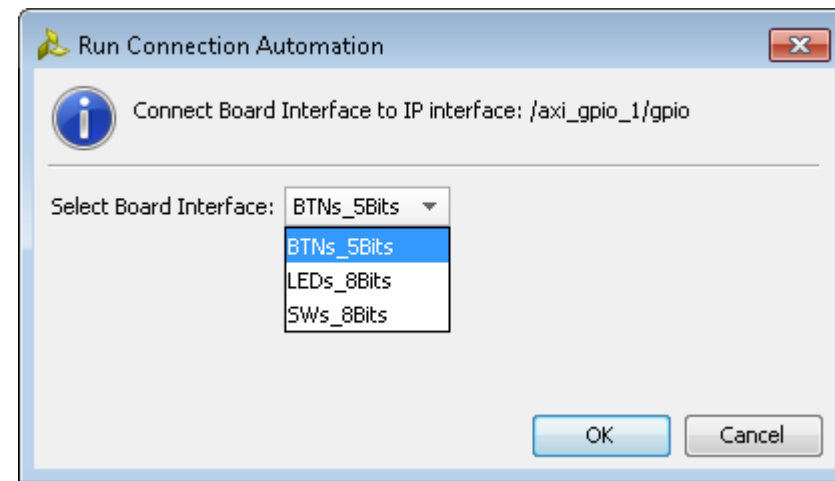 Run Connection Automation
Connect Board Interface to IP interface: /axi_gpio_1/gpio
Select Board Interface: BTNs_5Bits
BTNs_5Bits
LEDs_8Bits
SWs_8Bits
OK Cancel